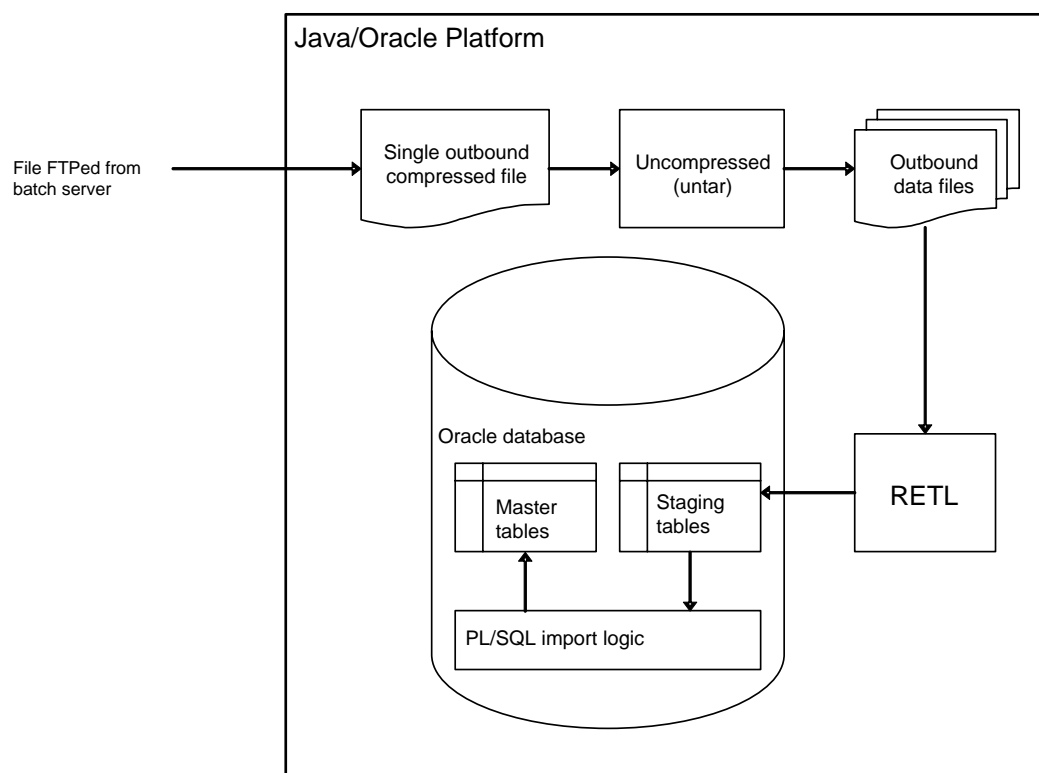 Java/Oracle Platform
File FTPed from
batch server
Single outbound
compressed file
Uncompressed
(untar)
Outbound
data files
Oracle database
Master
tables
Staging
tables
RETL
PL/SQL import logic